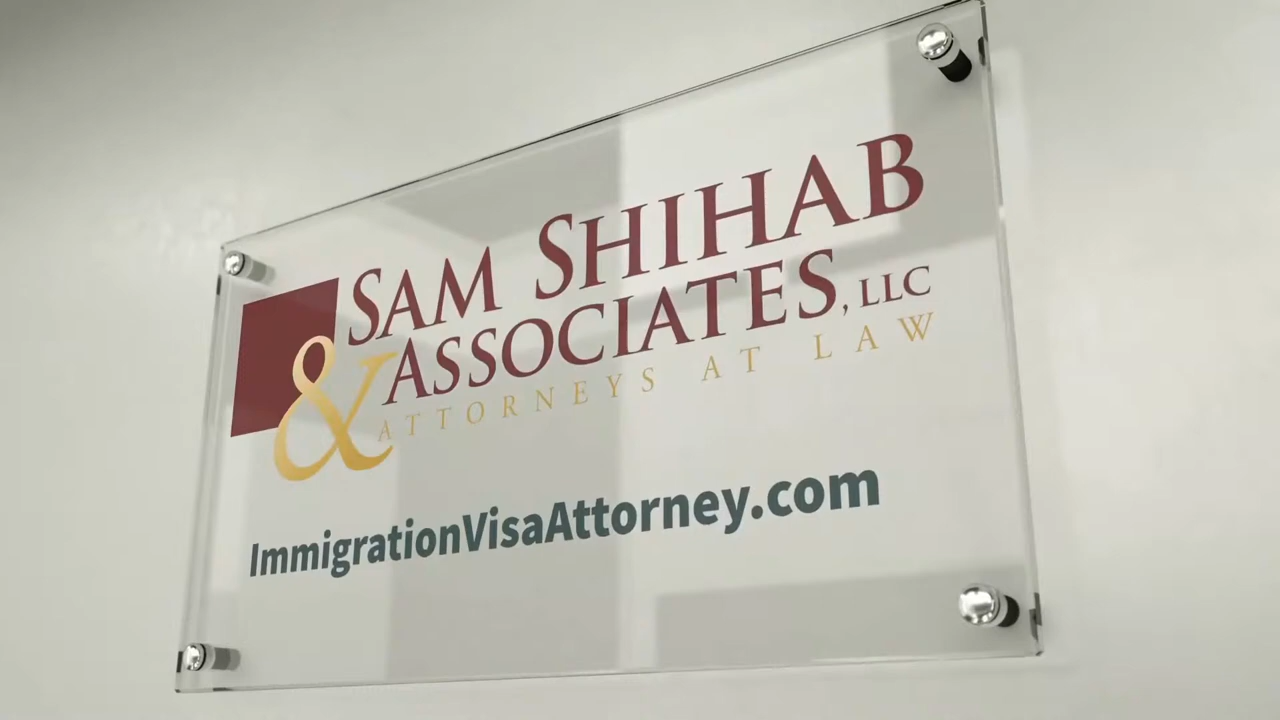 SAM SHIHAB
& ASSOCIATES, LLC
ATTORNEYS AT LAW
ImmigrationVisaAttorney.com